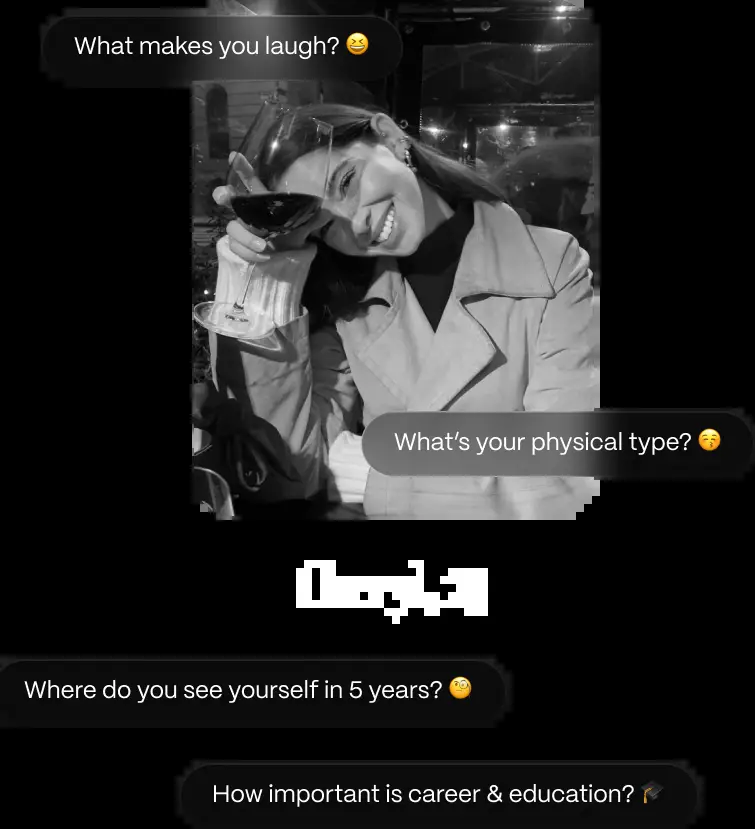 What makes you laugh? 😆
What's your physical type? 😚
Where do you see yourself in 5 years? 🧐
How important is career & education? 🎓